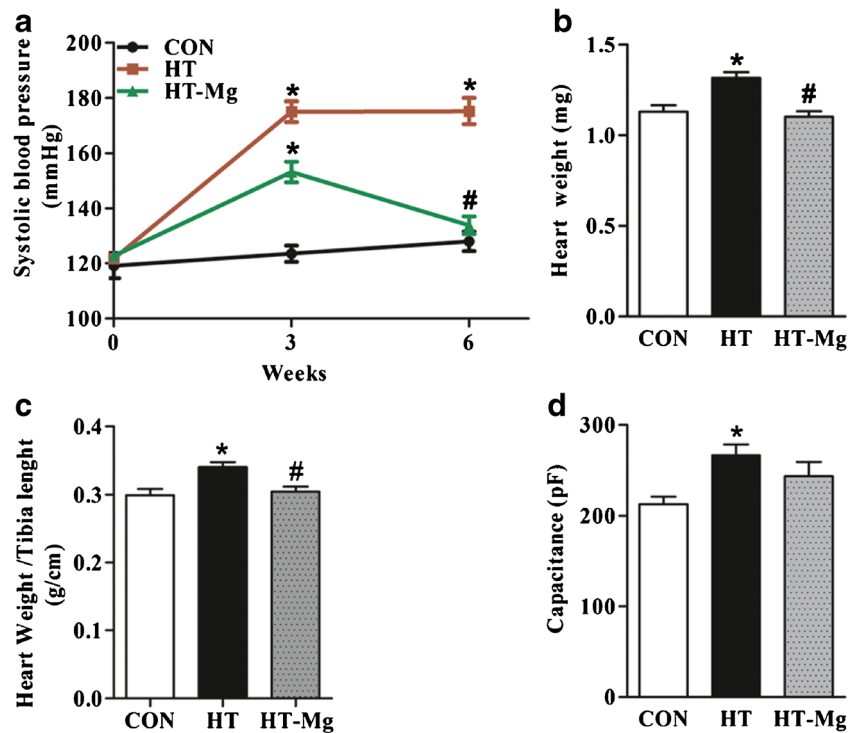 a
Systolic blood pressure
(mmHg)
200
180
160
140
120
100
CON
HT
HT-Mg
*
*
*
#
0
3
6
Weeks
b
Heart weight (mg)
1.5
1.0
0.5
0.0
*
#
CON
HT
HT-Mg
c
Heart Weight /Tibia lenght
(g/cm)
0.4
0.3
0.2
0.1
0.0
*
#
CON
HT
HT-Mg
d
Capacitance (pF)
300
200
100
0
*
CON
HT
HT-Mg